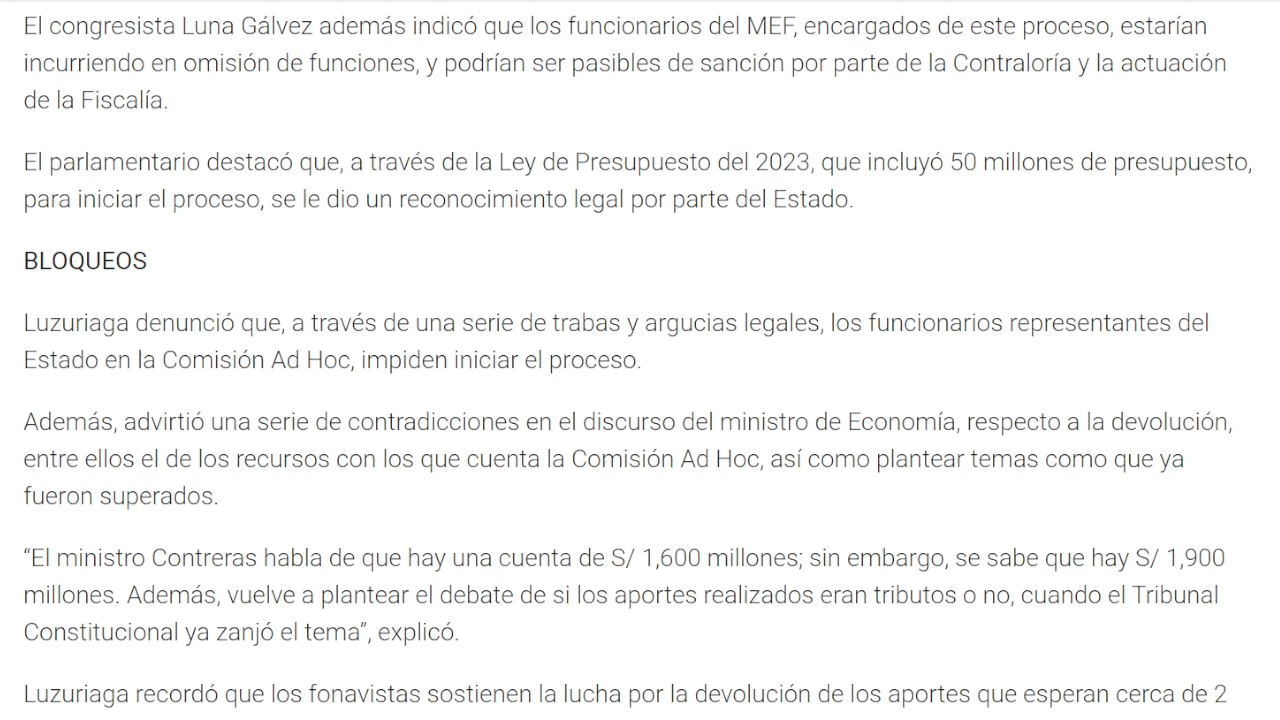 El congresista Luna Gálvez además indicó que los funcionarios del MEF, encargados de este proceso, estarían
incurriendo en omisión de funciones, y podrían ser pasibles de sanción por parte de la Contraloría y la actuación
de la Fiscalía.
El parlamentario destacó que, a través de la Ley de Presupuesto del 2023, que incluyó 50 millones de presupuesto,
para iniciar el proceso, se le dio un reconocimiento legal por parte del Estado.
BLOQUEOS
Luzuriaga denunció que, a través de una serie de trabas y argucias legales, los funcionarios representantes del
Estado en la Comisión Ad Hoc, impiden iniciar el proceso.
Además, advirtió una serie de contradicciones en el discurso del ministro de Economía, respecto a la devolución,
entre ellos el de los recursos con los que cuenta la Comisión Ad Hoc, así como plantear temas como que ya
fueron superados.
“El ministro Contreras habla de que hay una cuenta de S/ 1,600 millones; sin embargo, se sabe que hay S/ 1,900
millones. Además, vuelve a plantear el debate de si los aportes realizados eran tributos o no, cuando el Tribunal
Constitucional ya zanjó el tema”, explicó.
Luzuriaga recordó que los fonavistas sostienen la lucha por la devolución de los aportes que esperan cerca de 2